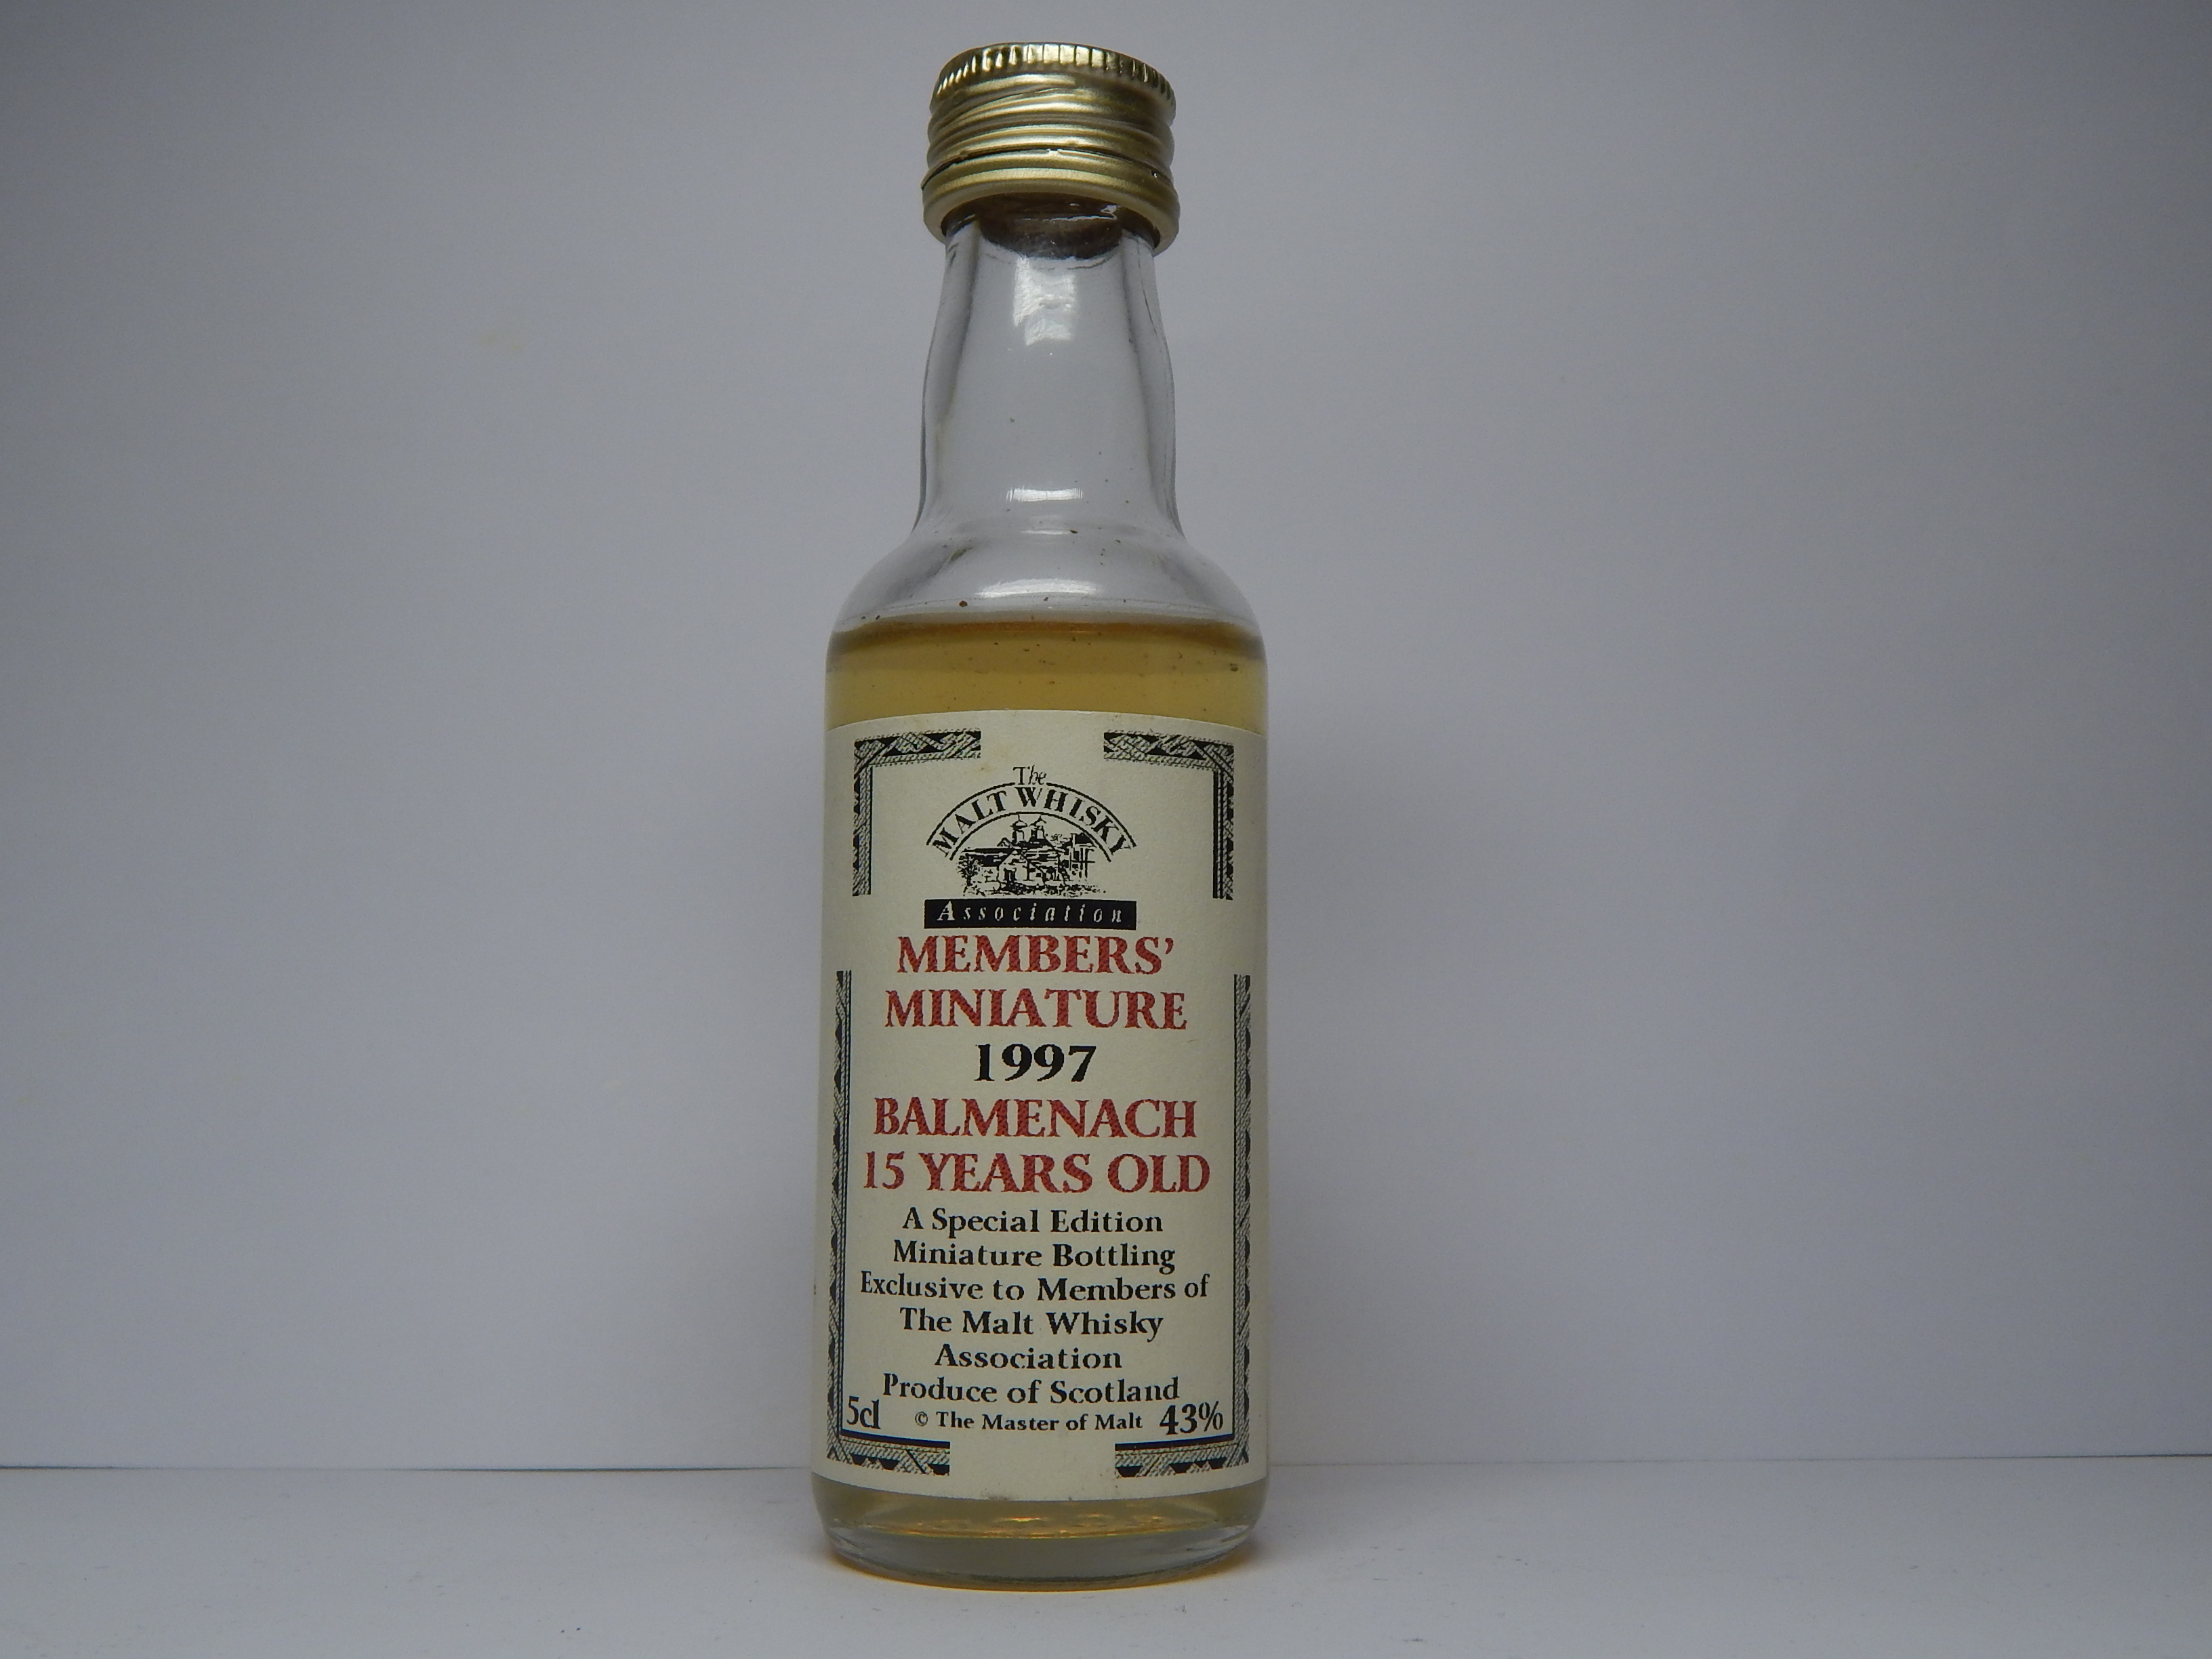 The
MALT WHISKY
Association
MEMBERS'
MINIATURE
1997
BALMENACH
15 YEARS OLD
A Special Edition
Miniature Bottling
Exclusive to Members of
The Malt Whisky
Association
Produce of Scotland
5cl © The Master of Malt 43%